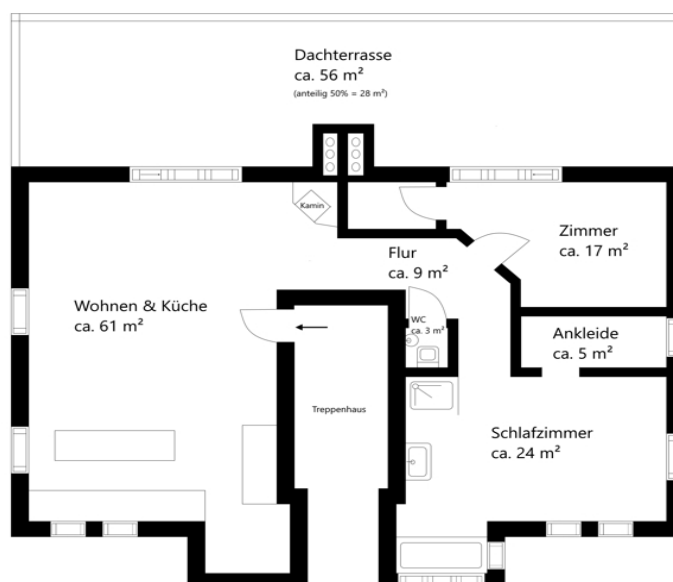 Dachterrasse
ca. 56 m²
(anteilig 50% = 28 m²)
Kamin
Zimmer
ca. 17 m²
Flur
ca. 9 m²
Wohnen & Küche
ca. 61 m²
WC
ca. 3 m²
Ankleide
ca. 5 m²
Treppenhaus
Schlafzimmer
ca. 24 m²